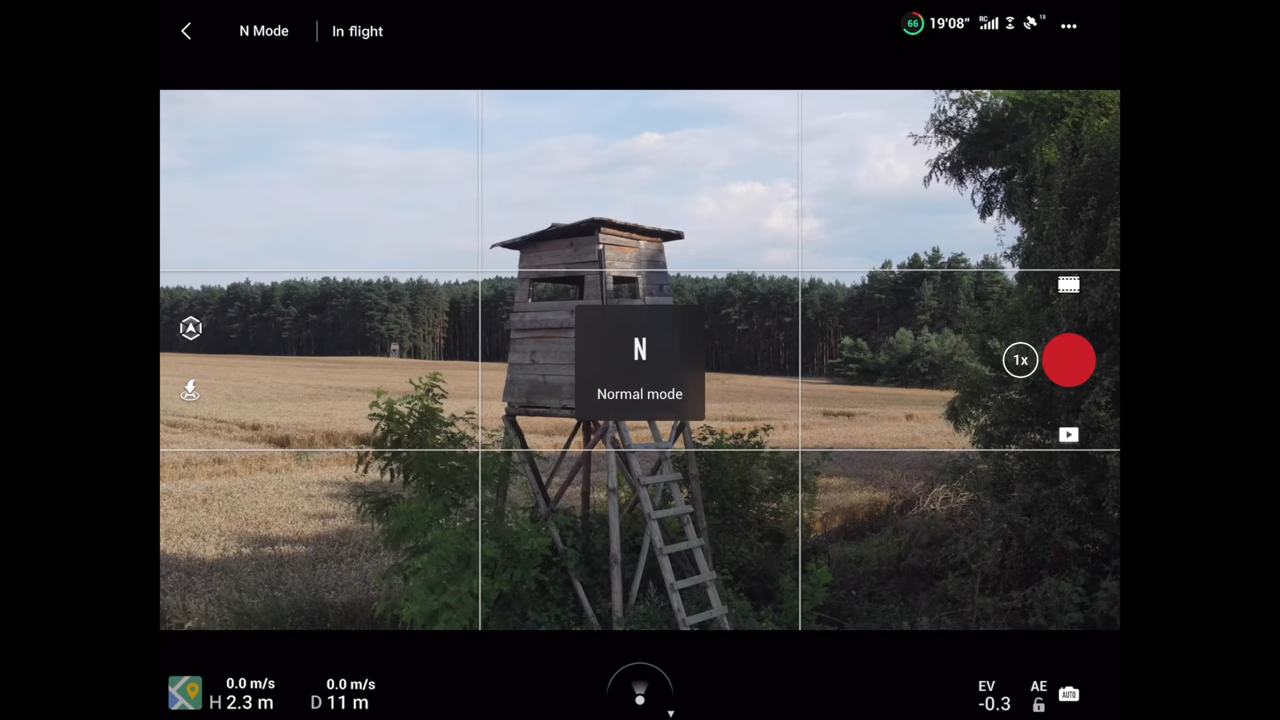 N Mode
In flight
66
19'08"
RC
18
N
Normal mode
1x
0.0 m/s
0.0 m/s
H 2.3 m
D 11 m
EV
AE
-0.3
AUTO